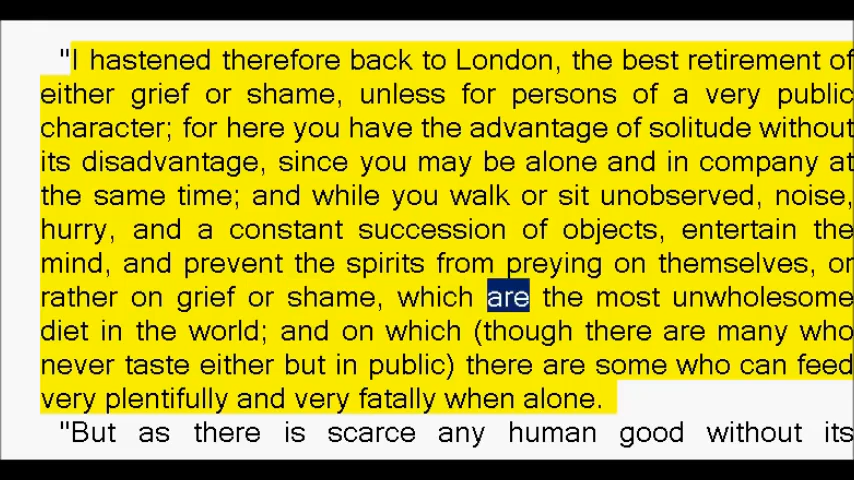 "I hastened therefore back to London, the best retirement of
either grief or shame, unless for persons of a very public
character; for here you have the advantage of solitude without
its disadvantage, since you may be alone and in company at
the same time; and while you walk or sit unobserved, noise,
hurry, and a constant succession of objects, entertain the
mind, and prevent the spirits from preying on themselves, or
rather on grief or shame, which are the most unwholesome
diet in the world; and on which (though there are many who
never taste either but in public) there are some who can feed
very plentifully and very fatally when alone.
"But as there is scarce any human good without its